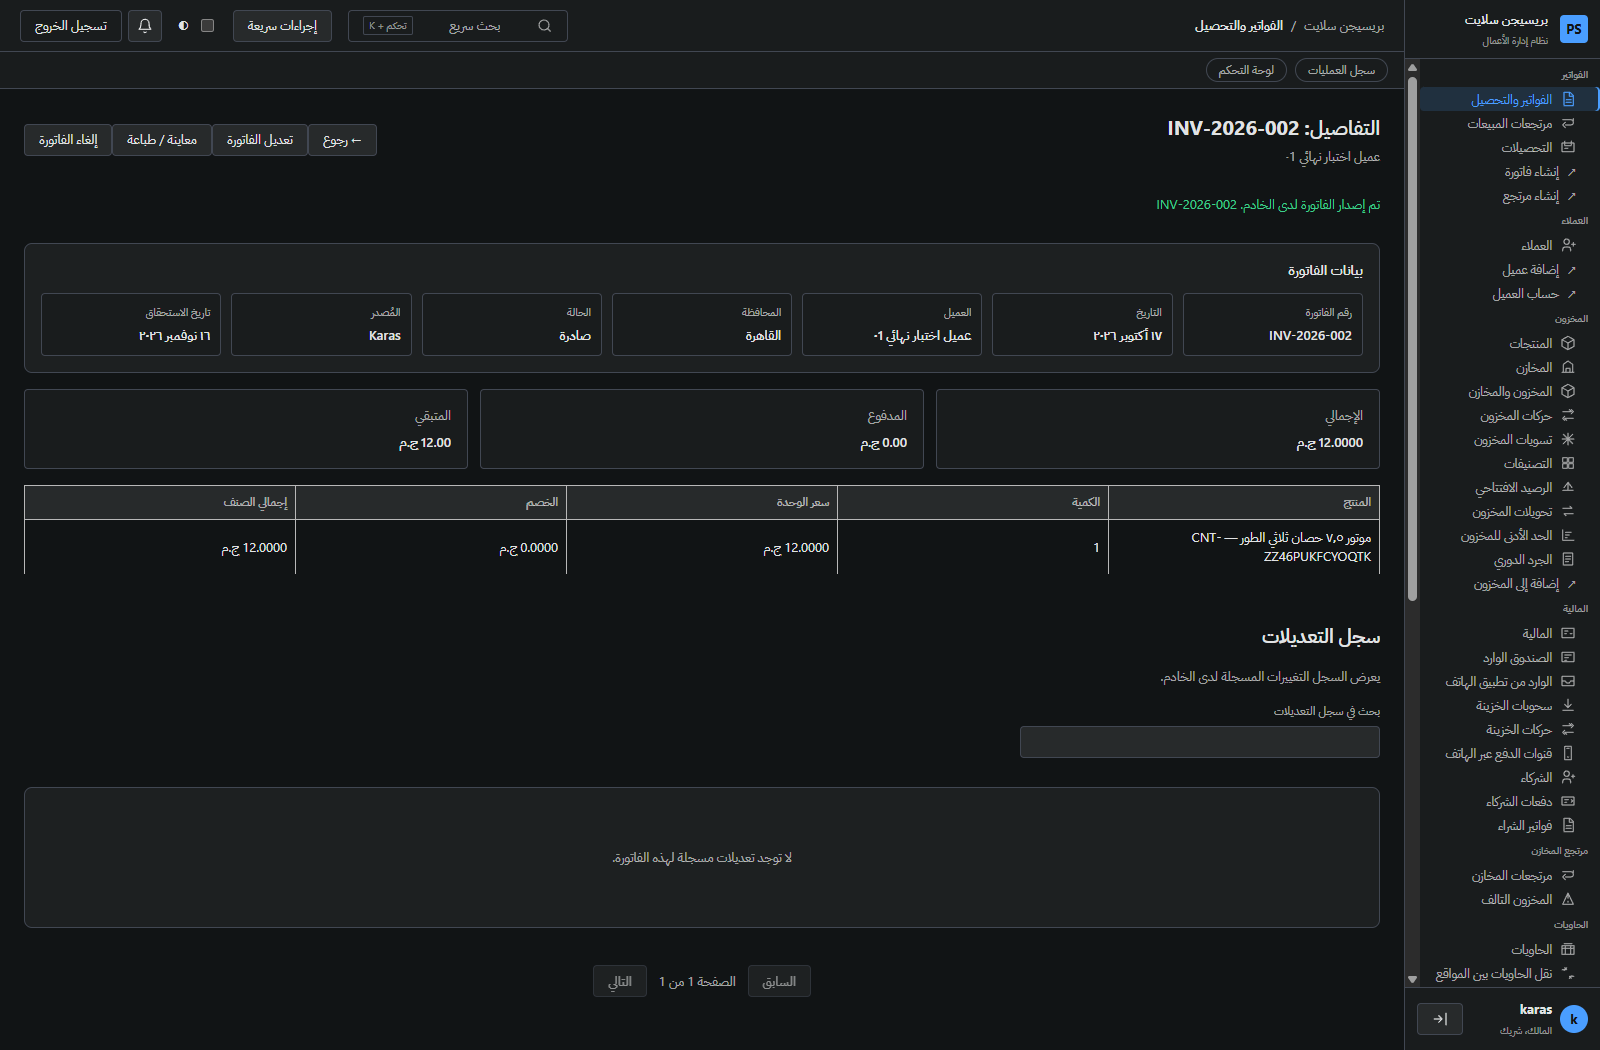 PS
بريسيجن سلايت
نظام إدارة الأعمال
بريسيجن سلايت / الفواتير والتحصيل
بحث سريع
تحكم + K
إجراءات سريعة
تسجيل الخروج
سجل العمليات
لوحة التحكم
الفواتير
الفواتير والتحصيل
مرتجعات المبيعات
التحصيلات
إنشاء فاتورة
إنشاء مرتجع
العملاء
العملاء
إضافة عميل
حساب العميل
المخزون
المنتجات
المخازن
المخزون والمخازن
حركات المخزون
تسويات المخزون
التصنيفات
الرصيد الافتتاحي
تحويلات المخزون
الحد الأدنى للمخزون
الجرد الدوري
إضافة إلى المخزون
المالية
المالية
الصندوق الوارد
الوارد من تطبيق الهاتف
سحوبات الخزينة
حركات الخزينة
قنوات الدفع عبر الهاتف
الشركاء
دفعات الشركاء
فواتير الشراء
مرتجع المخازن
مرتجعات المخازن
المخزون التالف
الحاويات
الحاويات
نقل الحاويات بين المواقع
k
karas
المالك، شريك
التفاصيل: INV-2026-002
عميل اختبار نهائي 1-
← رجوع
تعديل الفاتورة
معاينة / طباعة
إلغاء الفاتورة
تم إصدار الفاتورة لدى الخادم. INV-2026-002
بيانات الفاتورة
رقم الفاتورة
INV-2026-002
التاريخ
١٧ أكتوبر ٢٠٢٦
العميل
عميل اختبار نهائي 1-
المحافظة
القاهرة
الحالة
صادرة
المُصدر
Karas
تاريخ الاستحقاق
١٦ نوفمبر ٢٠٢٦
الإجمالي
12.0000 ج.م
المدفوع
0.00 ج.م
المتبقي
12.00 ج.م
المنتج
الكمية
سعر الوحدة
الخصم
إجمالي الصنف
موتور ٧٫٥ حصان ثلاثي الطور — CNT-
ZZ46PUKFCYOQTK
1
12.0000 ج.م
0.0000 ج.م
12.0000 ج.م
سجل التعديلات
يعرض السجل التغييرات المسجلة لدى الخادم.
بحث في سجل التعديلات
لا توجد تعديلات مسجلة لهذه الفاتورة.
السابق
الصفحة 1 من 1
التالي